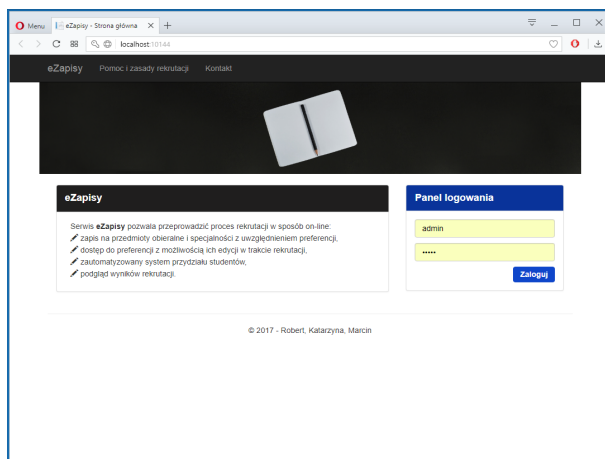 Menu eZapisy - Strona główna
localhost:10144
eZapisy Pomoc i zasady rekrutacji Kontakt
eZapisy
Serwis eZapisy pozwala przeprowadzić proces rekrutacji w sposób on-line:
zapis na przedmioty obieralne i specjalności z uwzględnieniem preferencji,
dostęp do preferencji z możliwością ich edycji w trakcie rekrutacji,
zautomatyzowany system przydziału studentów,
podgląd wyników rekrutacji.
Panel logowania
admin
•••••
Zaloguj
© 2017 - Robert, Katarzyna, Marcin